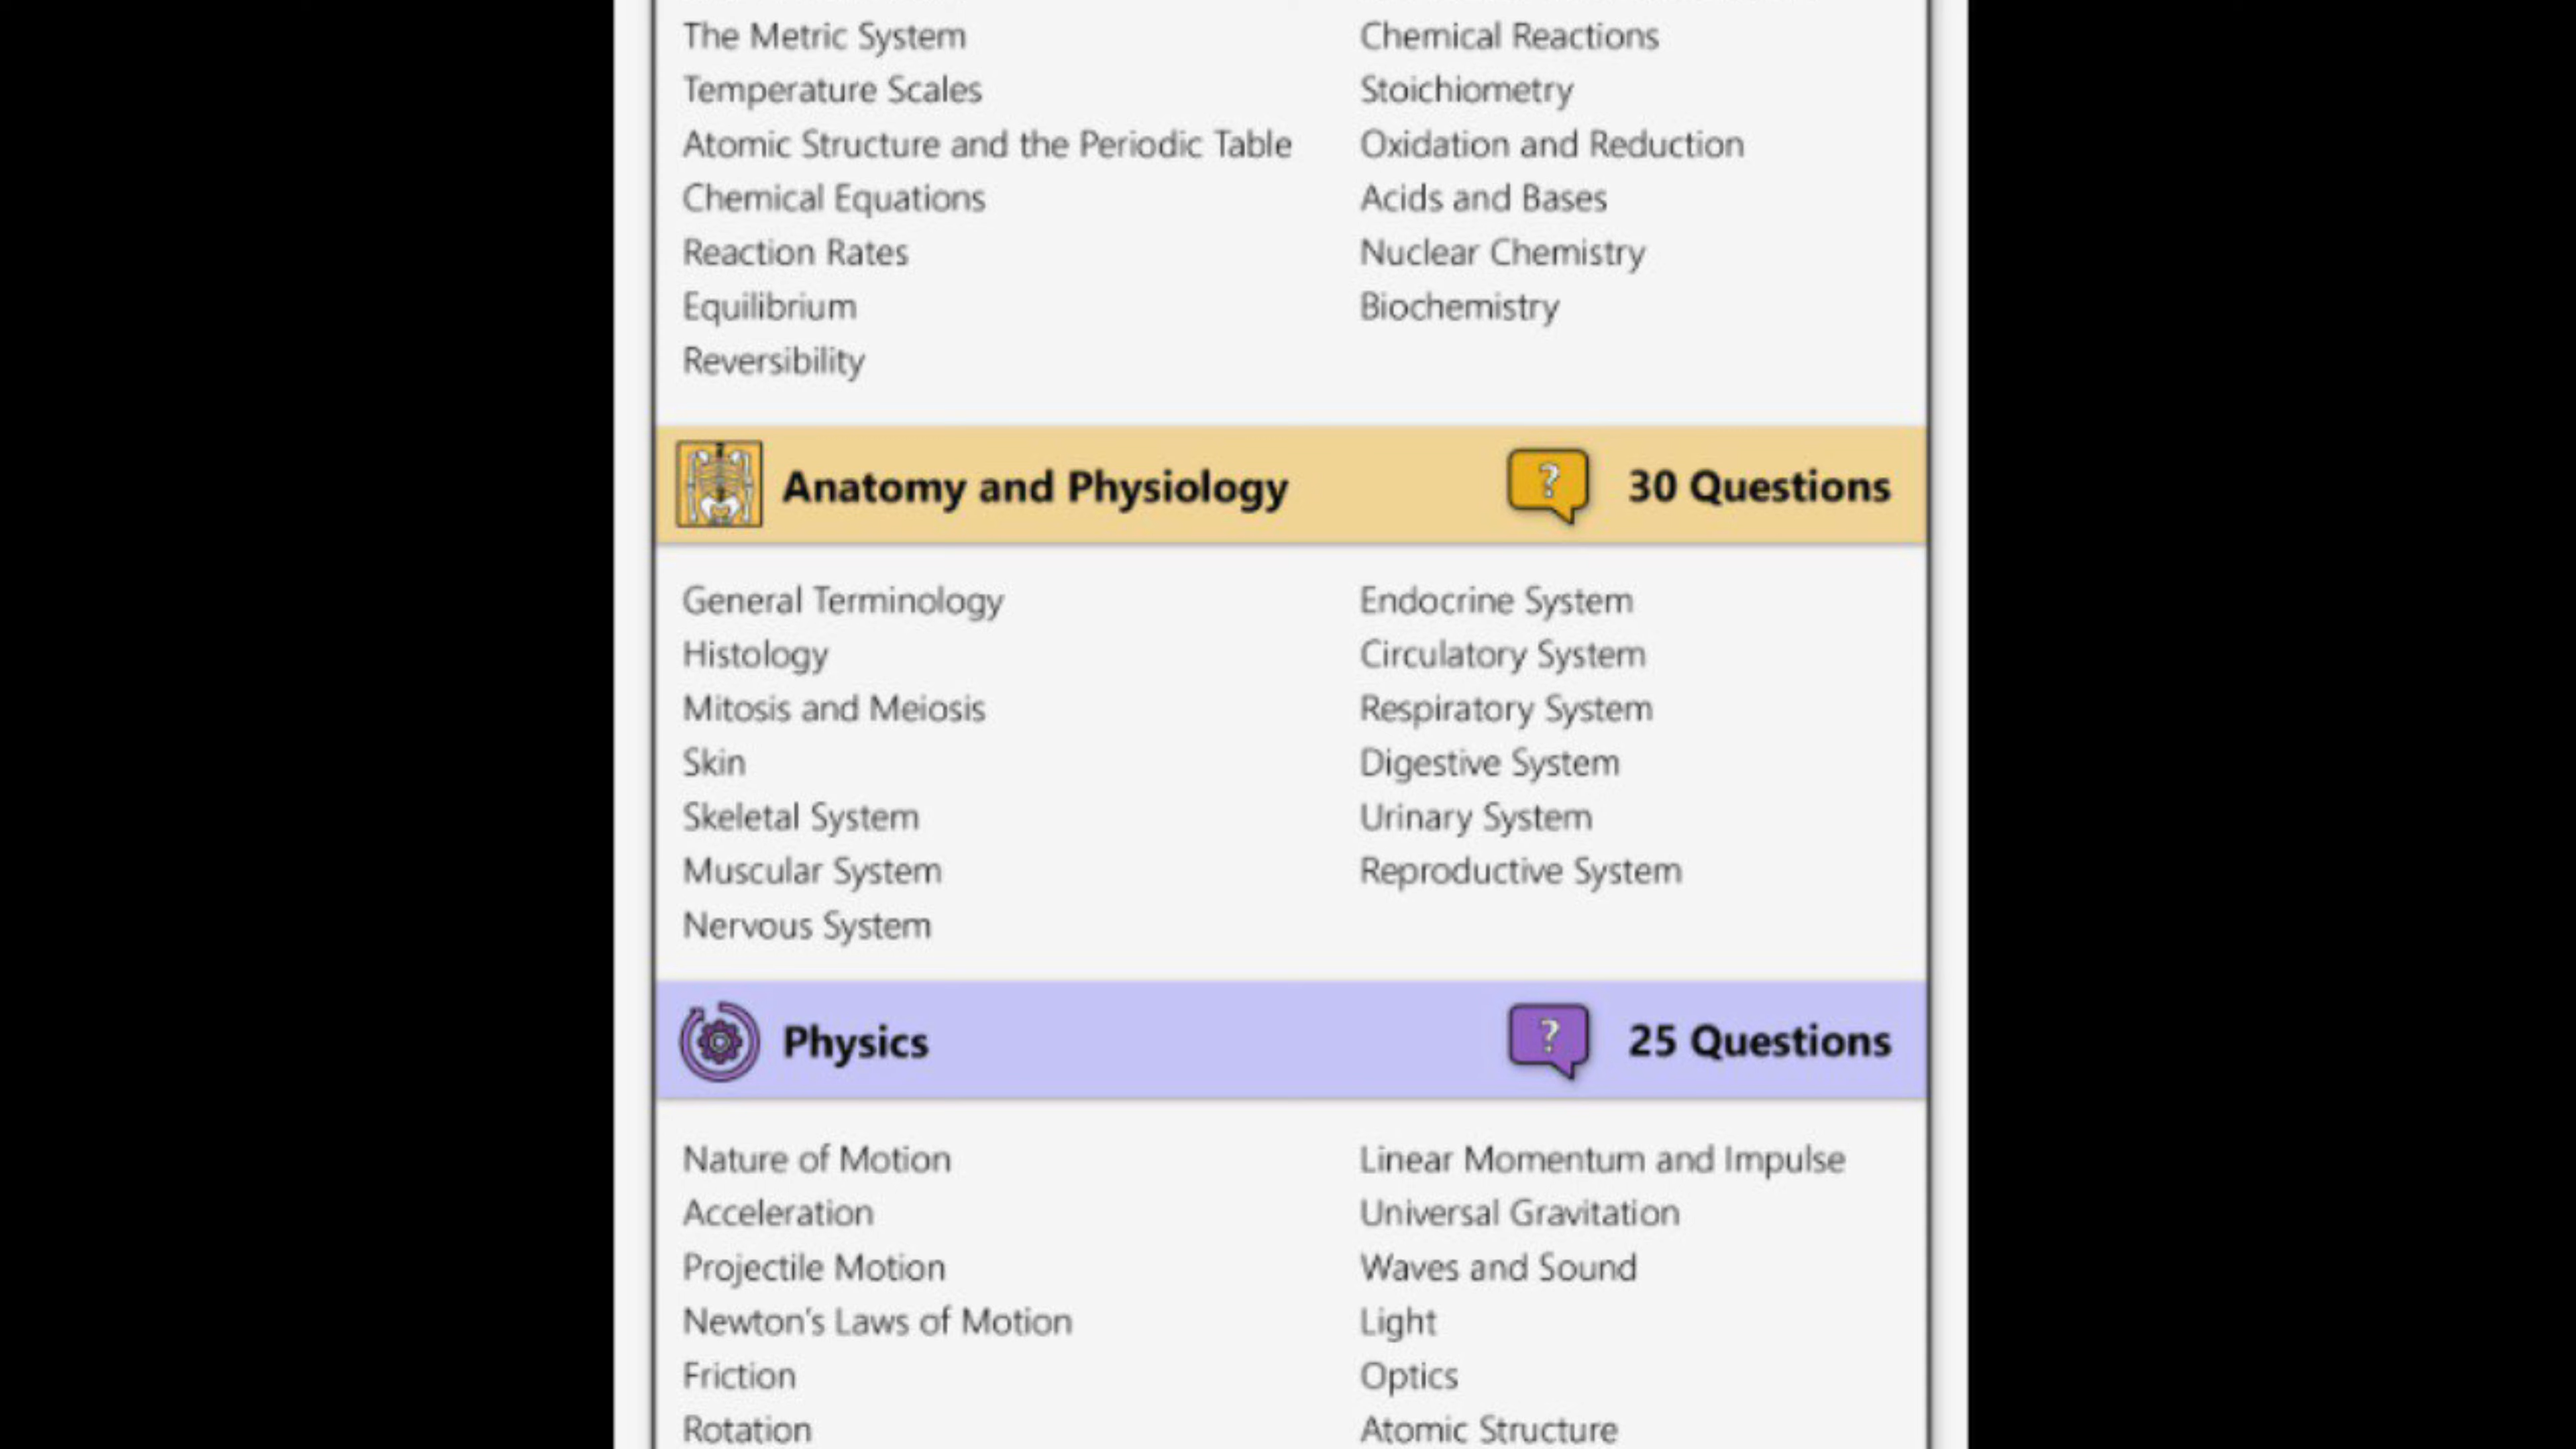 The Metric System
Temperature Scales
Atomic Structure and the Periodic Table
Chemical Equations
Reaction Rates
Equilibrium
Reversibility
Chemical Reactions
Stoichiometry
Oxidation and Reduction
Acids and Bases
Nuclear Chemistry
Biochemistry
Anatomy and Physiology
? 30 Questions
General Terminology
Histology
Mitosis and Meiosis
Skin
Skeletal System
Muscular System
Nervous System
Endocrine System
Circulatory System
Respiratory System
Digestive System
Urinary System
Reproductive System
Physics
? 25 Questions
Nature of Motion
Acceleration
Projectile Motion
Newton's Laws of Motion
Friction
Rotation
Linear Momentum and Impulse
Universal Gravitation
Waves and Sound
Light
Optics
Atomic Structure